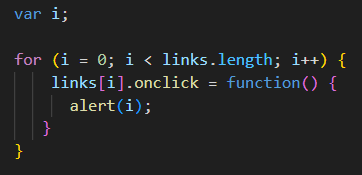 var i;
for (i = 0; i < links.length; i++) {
links[i].onclick = function() {
alert(i);
}
}